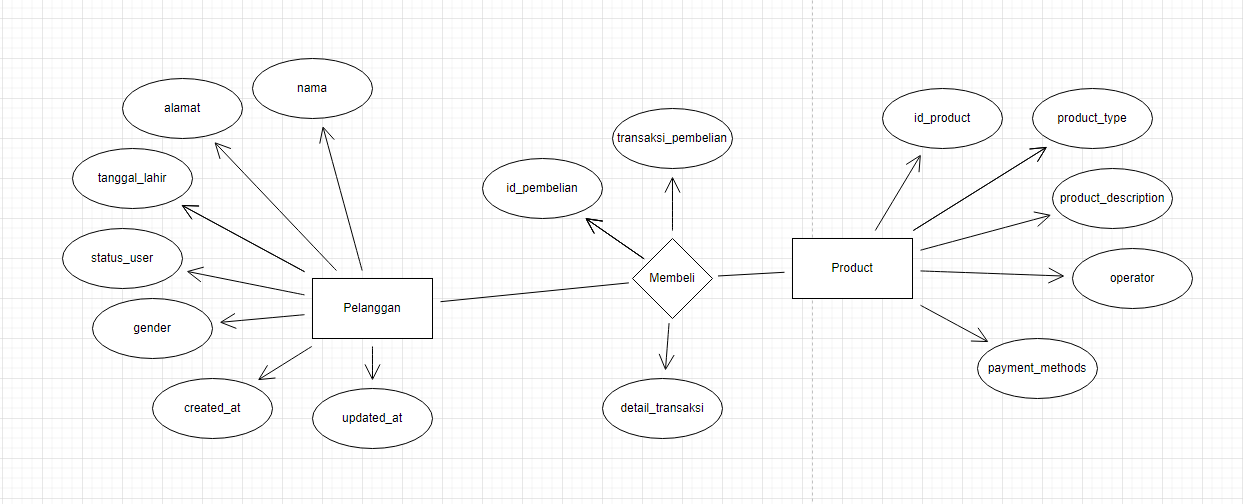 nama
alamat
tanggal_lahir
status_user
gender
created_at
updated_at
Pelanggan
id_pembelian
transaksi_pembelian
Membeli
detail_transaksi
Product
id_product
product_type
product_description
operator
payment_methods